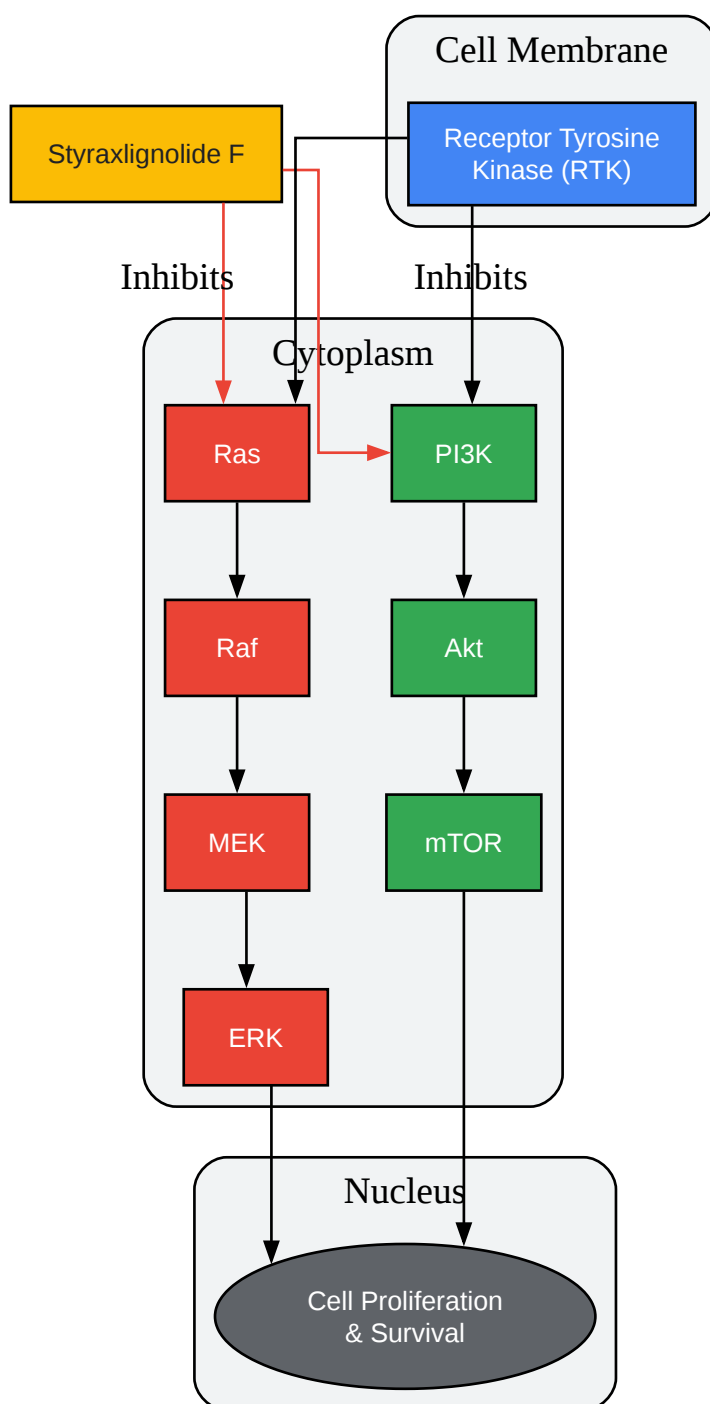 Cell Membrane
Styraxlignolide F
Receptor Tyrosine
Kinase (RTK)
Inhibits
Inhibits
Cytoplasm
Ras
PI3K
Raf
Akt
MEK
mTOR
ERK
Nucleus
Cell Proliferation
& Survival